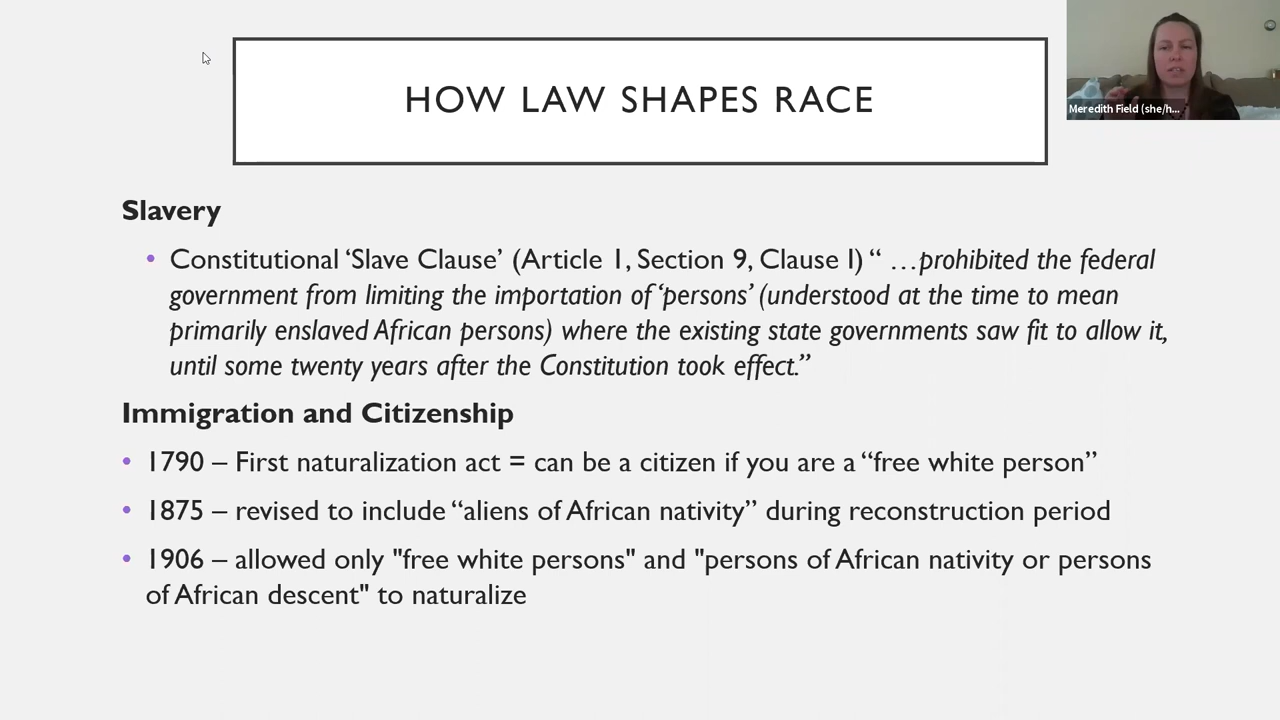 HOW LAW SHAPES RACE
Meredith Field (she/h...
Slavery
• Constitutional ‘Slave Clause’ (Article 1, Section 9, Clause I) “ …prohibited the federal
government from limiting the importation of ‘persons’ (understood at the time to mean
primarily enslaved African persons) where the existing state governments saw fit to allow it,
until some twenty years after the Constitution took effect.”
Immigration and Citizenship
• 1790 – First naturalization act = can be a citizen if you are a “free white person”
• 1875 – revised to include “aliens of African nativity” during reconstruction period
• 1906 – allowed only "free white persons" and "persons of African nativity or persons
of African descent" to naturalize